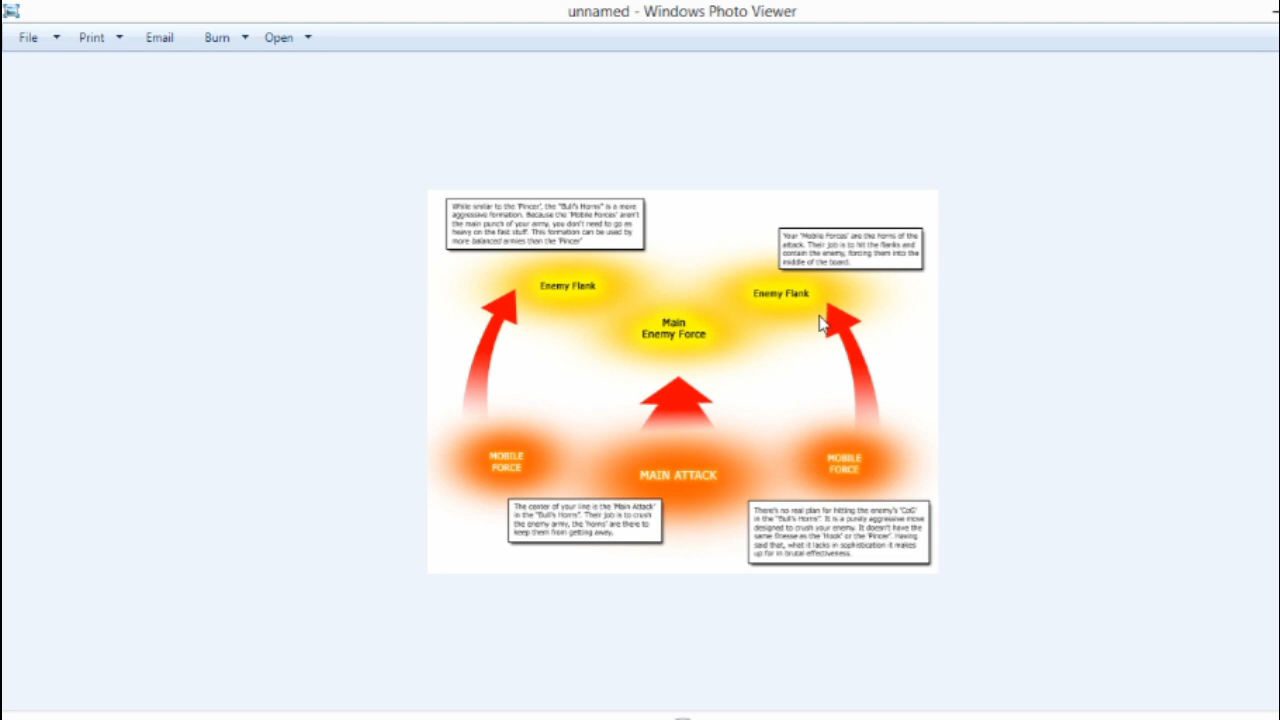 unnamed - Windows Photo Viewer
File Print Email Burn Open
While similar to the 'Pincer', the "Bull's Horns" is a more
aggressive formation. Because the 'Mobile Forces' aren't
the main punch of your army, you don't need to go as
heavy on the fast stuff. This formation can be used by
more balanced armies than the 'Pincer'
Your 'Mobile Forces' are the horns of the
attack. Their job is to hit the flanks and
contain the enemy, forcing them into the
middle of the board.
Enemy Flank
Enemy Flank
Main
Enemy Force
MOBILE
FORCE
MAIN ATTACK
MOBILE
FORCE
The center of your line is the 'Main Attack'
in the "Bull's Horns". Their job is to crush
the enemy army, the 'horns' are there to
keep them from getting away.
There's no real plan for hitting the enemy's 'CoG'
in the "Bull's Horns". It is a purely aggressive move
designed to crush your enemy. It doesn't have the
same finesse as the 'Hook' or the 'Pincer'. Having
said that, what it lacks in sophistication it makes
up for in brutal effectiveness.